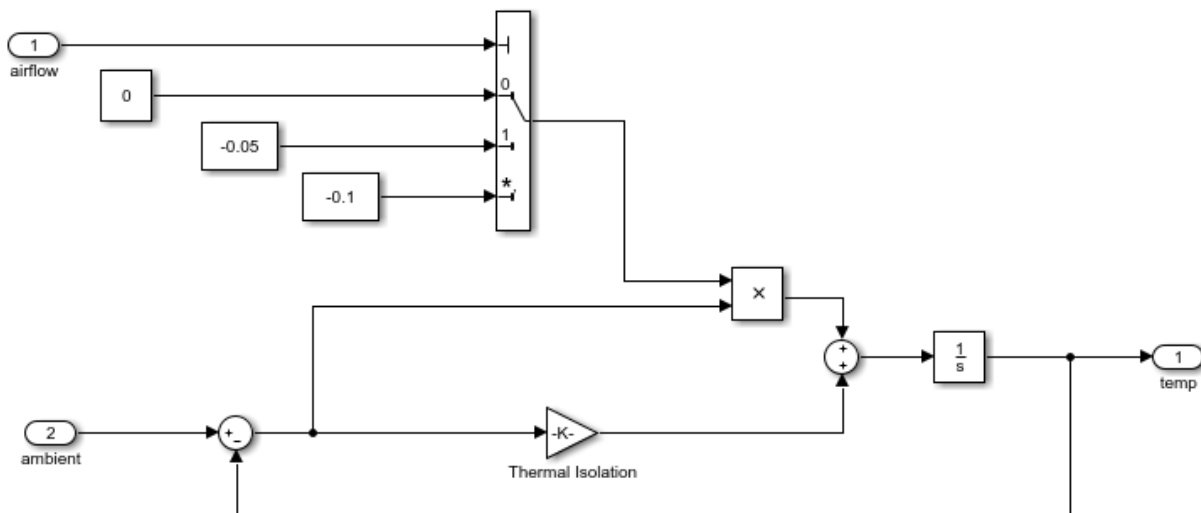 1
airflow
0
0
-0.05
1
-0.1
*,
×
+
+
1
s
1
temp
2
ambient
+
-
-K-
Thermal Isolation